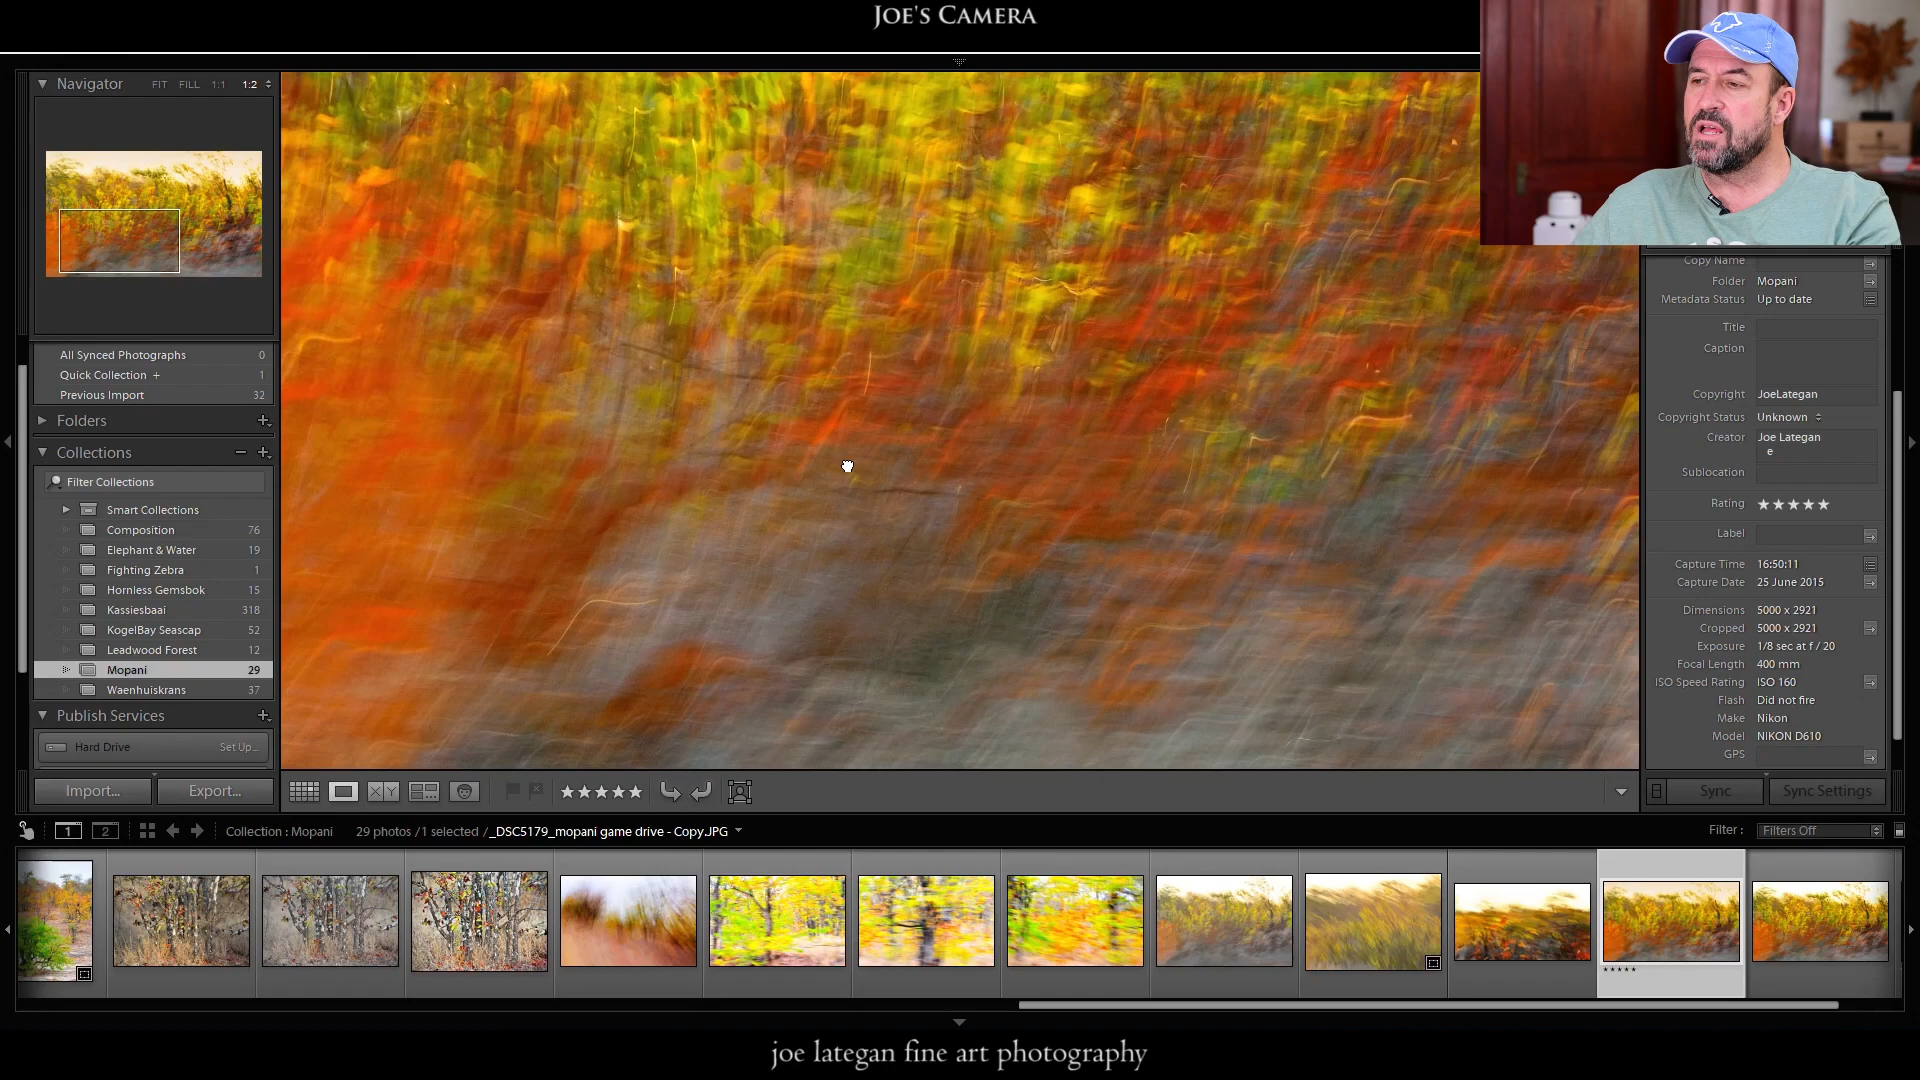 JOE'S CAMERA
Navigator FIT FILL 1:1 1:2
All Synced Photographs 0
Quick Collection + 1
Previous Import 32
Folders
Collections
Filter Collections
Smart Collections
Composition 76
Elephant & Water 19
Fighting Zebra 1
Hornless Gemsbok 15
Kassiesbaai 318
KogelBay Seascap 52
Leadwood Forest 12
Mopani 29
Waenhuiskrans 37
Publish Services
Hard Drive Set Up...
Import... Export...
Copy Name
Folder Mopani
Metadata Status Up to date
Title
Caption
Copyright JoeLategan
Copyright Status Unknown
Creator Joe Lategan
e
Sublocation
Rating ★★★★★
Label
Capture Time 16:50:11
Capture Date 25 June 2015
Dimensions 5000 x 2921
Cropped 5000 x 2921
Exposure 1/8 sec at f / 20
Focal Length 400 mm
ISO Speed Rating ISO 160
Flash Did not fire
Make Nikon
Model NIKON D610
GPS
Sync Sync Settings
XY
1 2 Collection : Mopani 29 photos /1 selected /_DSC5179_mopani game drive - Copy.JPG Filter : Filters Off
joe lategan fine art photography